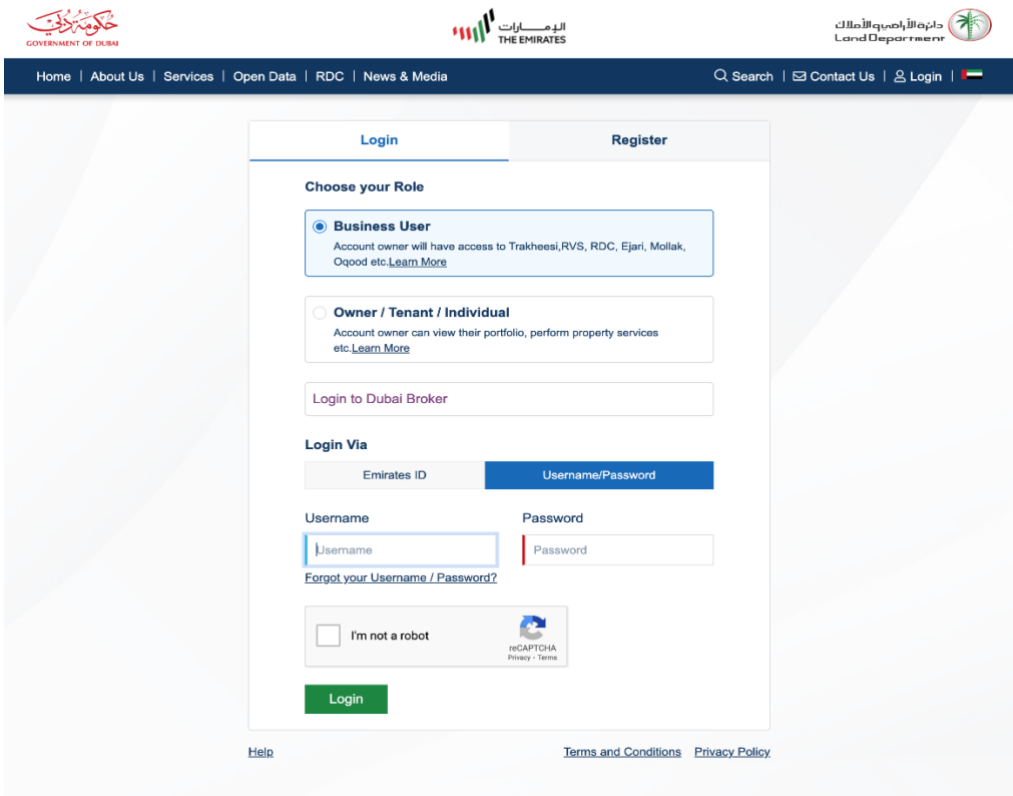 حكومة دبي
GOVERNMENT OF DUBAI
الإمارات
THE EMIRATES
دائرة الأراضي والأملاك
Land Department
Home | About Us | Services | Open Data | RDC | News & Media
Search | Contact Us | Login |
Login
Register
Choose your Role
Business User
Account owner will have access to Trakheesi,RVS, RDC, Ejari, Mollak,
Oqood etc.Learn More
Owner / Tenant / Individual
Account owner can view their portfolio, perform property services
etc.Learn More
Login to Dubai Broker
Login Via
Emirates ID
Username/Password
Username
Password
Username
Password
Forgot your Username / Password?
I'm not a robot
reCAPTCHA
Privacy - Terms
Login
Help
Terms and Conditions
Privacy Policy